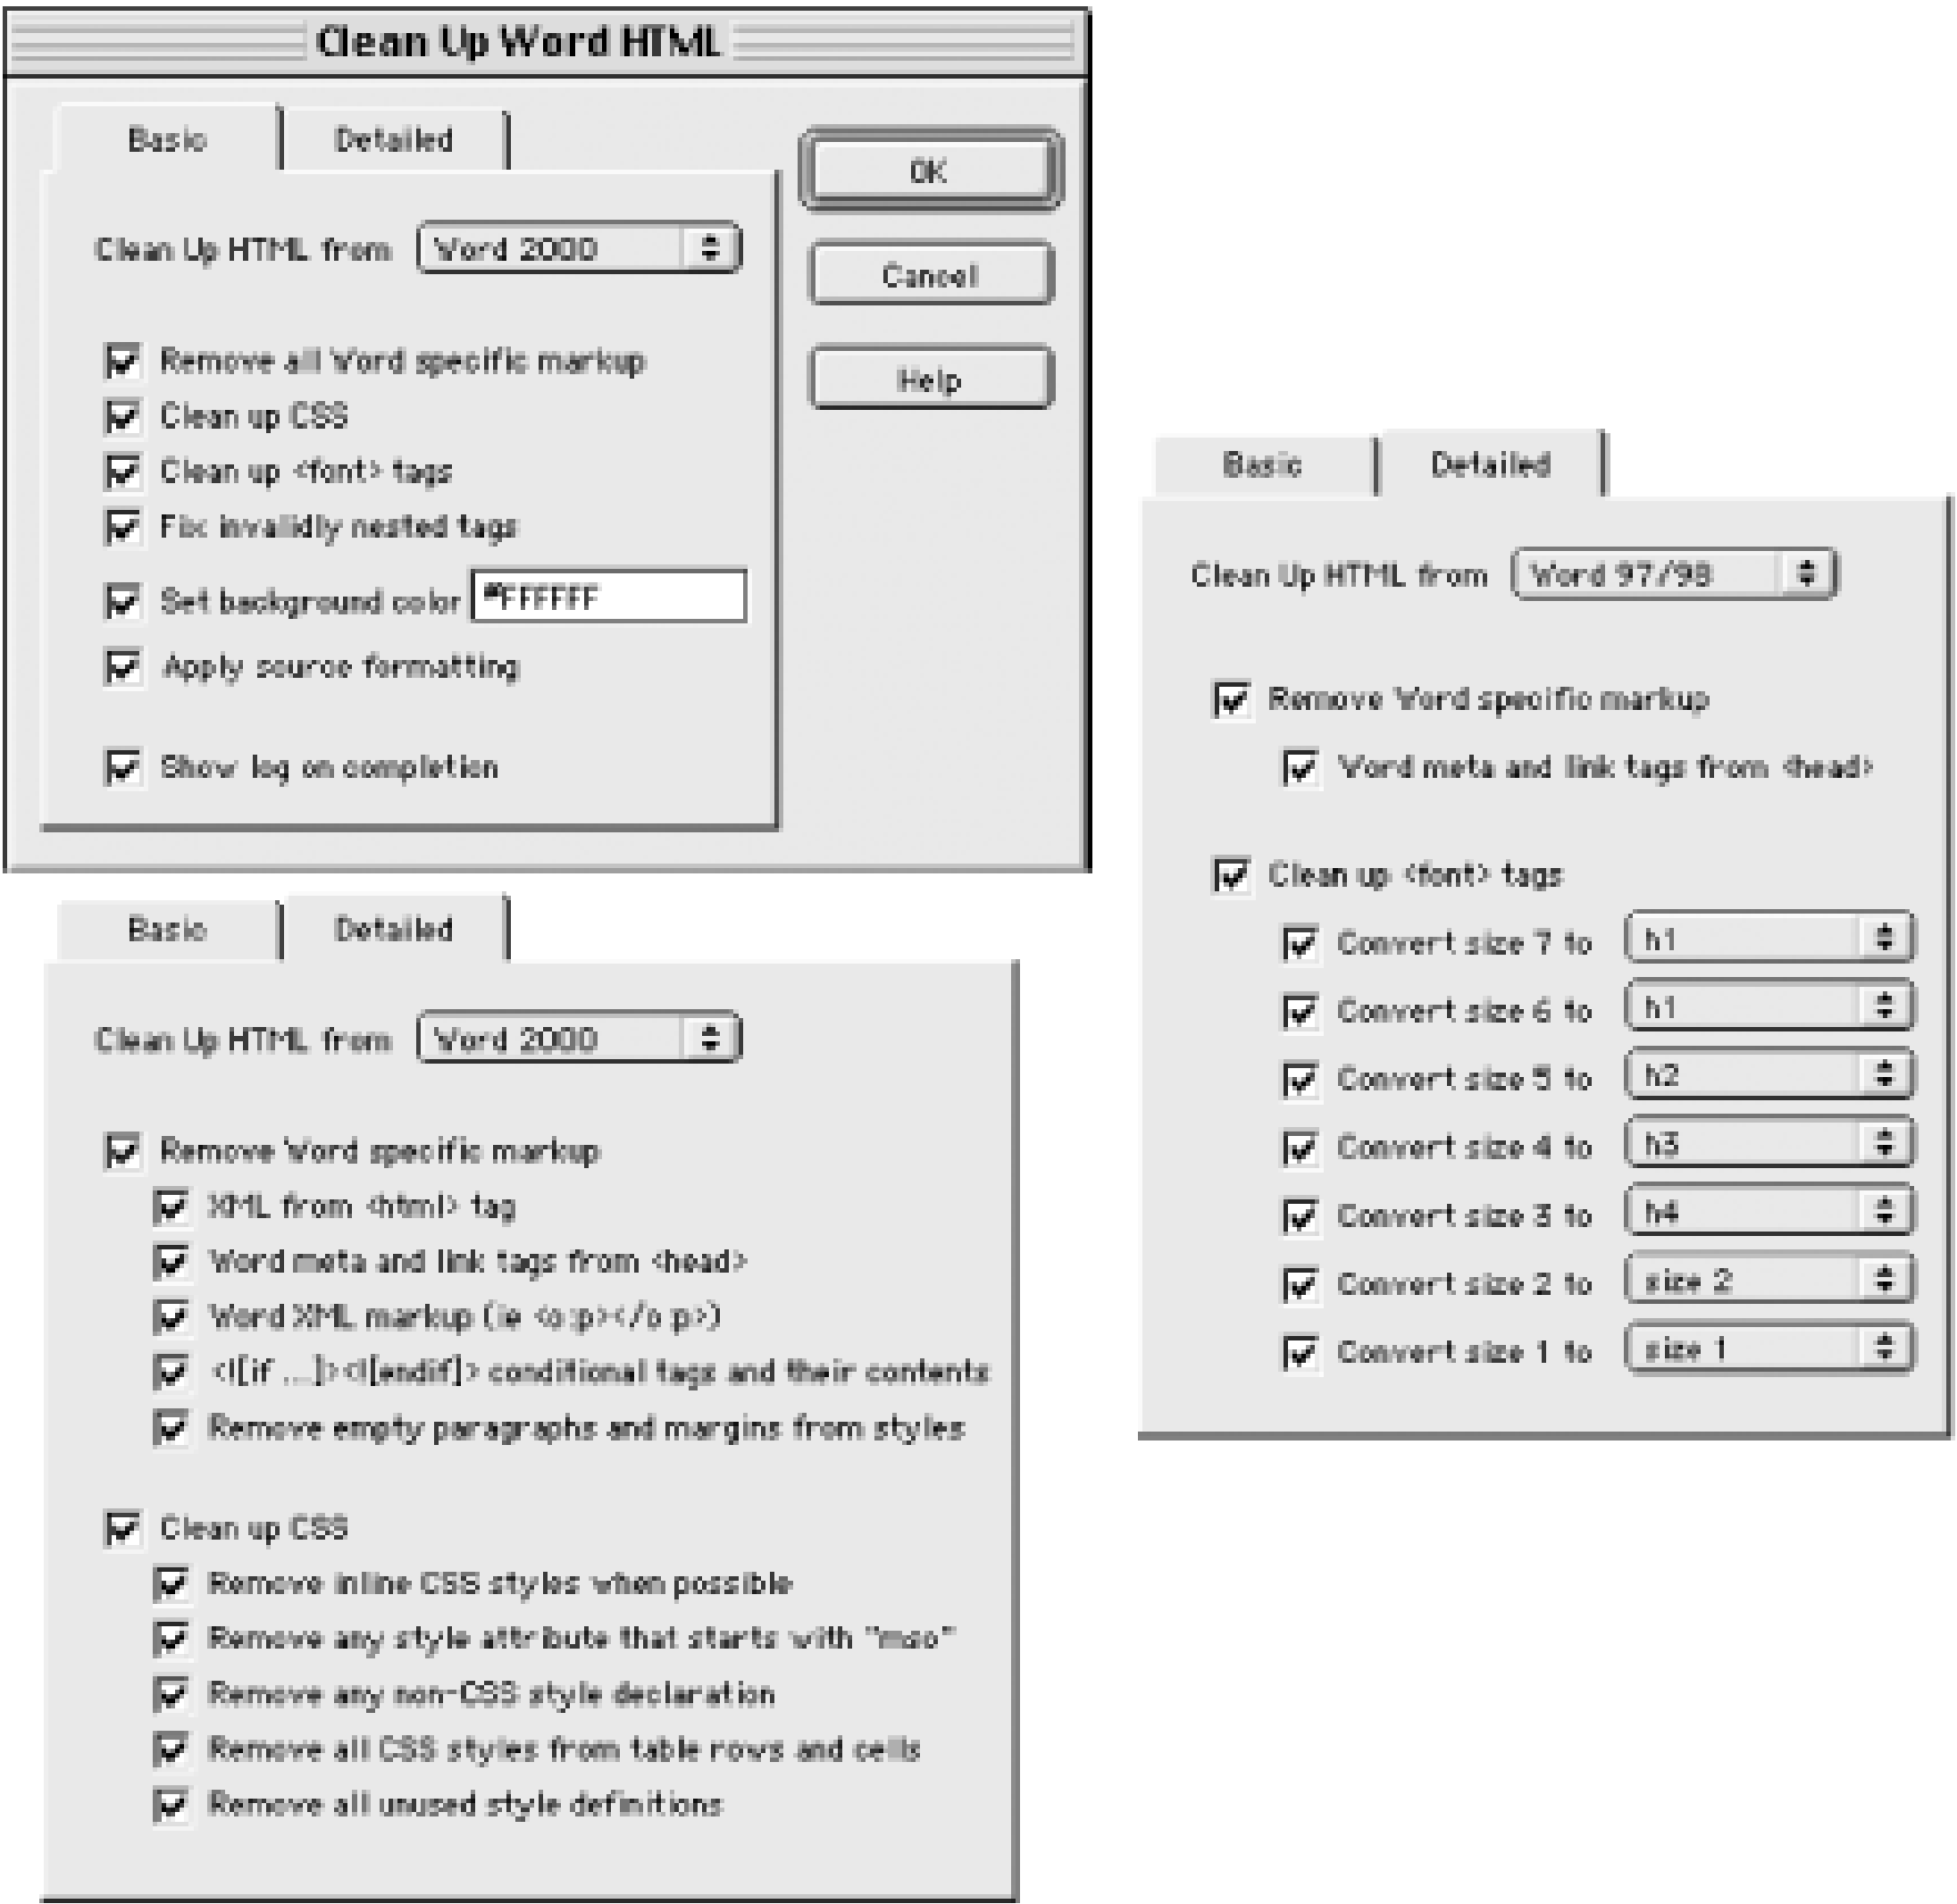 Clean Up Word HTML
Basic Detailed
OK
Cancel
Help
Clean Up HTML from Word 2000
Remove all Word specific markup
Clean up CSS
Clean up <font> tags
Fix invalidly nested tags
Set background color #FFFFFF
Apply source formatting
Show log on completion
Basic Detailed
Clean Up HTML from Word 2000
Remove Word specific markup
XML from <html> tag
Word meta and link tags from <head>
Word XML markup (ie <o:p></o:p>)
<![if ...]><![endif]> conditional tags and their contents
Remove empty paragraphs and margins from styles
Clean up CSS
Remove inline CSS styles when possible
Remove any style attribute that starts with "mso"
Remove any non-CSS style declaration
Remove all CSS styles from table rows and cells
Remove all unused style definitions
Basic Detailed
Clean Up HTML from Word 97/98
Remove Word specific markup
Word meta and link tags from <head>
Clean up <font> tags
Convert size 7 to h1
Convert size 6 to h1
Convert size 5 to h2
Convert size 4 to h3
Convert size 3 to h4
Convert size 2 to size 2
Convert size 1 to size 1